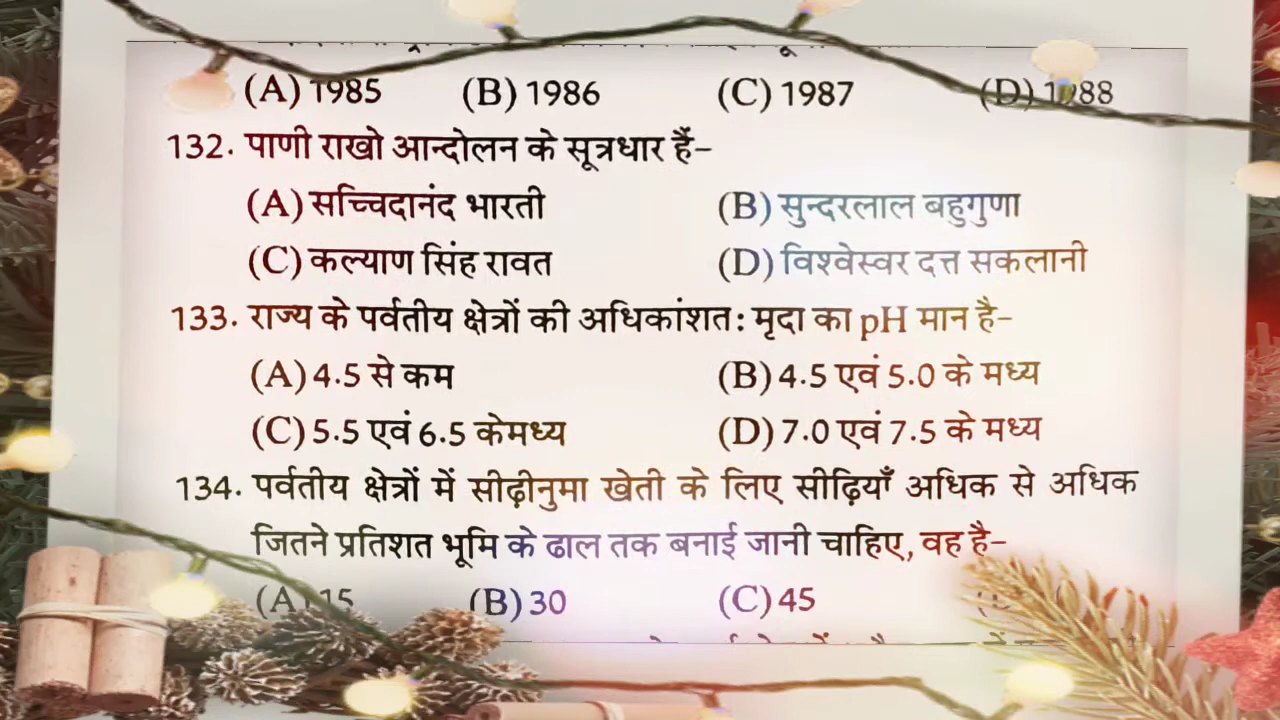 (A) 1985 (B) 1986 (C) 1987 (D) 1988
132. पाणी राखो आन्दोलन के सूत्रधार हैं–
(A) सच्चिदानंद भारती (B) सुन्दरलाल बहुगुणा
(C) कल्याण सिंह रावत (D) विश्वेस्वर दत्त सकलानी
133. राज्य के पर्वतीय क्षेत्रों की अधिकांशत: मृदा का pH मान है–
(A) 4.5 से कम (B) 4.5 एवं 5.0 के मध्य
(C) 5.5 एवं 6.5 केमध्य (D) 7.0 एवं 7.5 के मध्य
134. पर्वतीय क्षेत्रों में सीढ़ीनुमा खेती के लिए सीढ़ियाँ अधिक से अधिक
जितने प्रतिशत भूमि के ढाल तक बनाई जानी चाहिए, वह है–
(A) 15 (B) 30 (C) 45